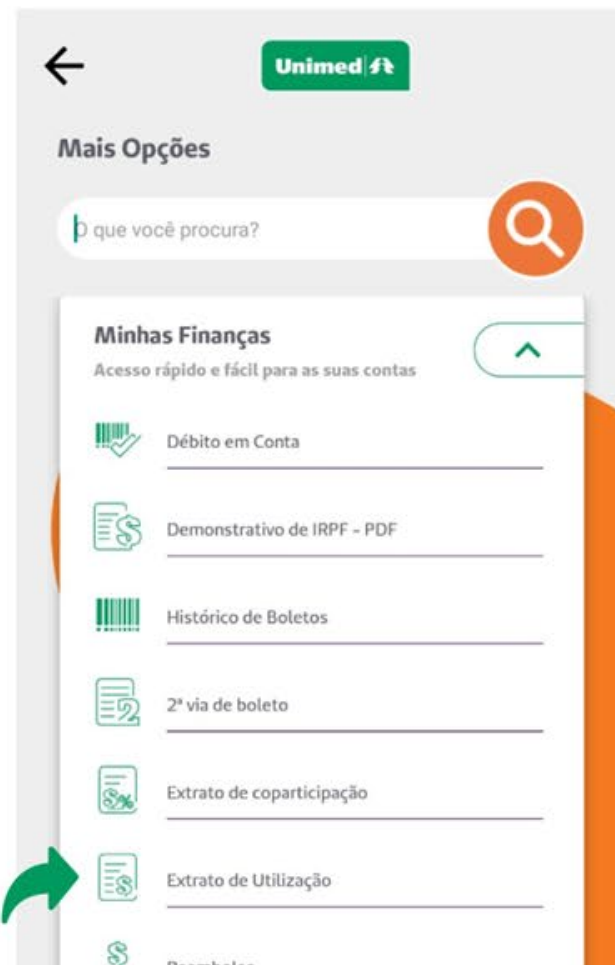 Unimed
Mais Opções
O que você procura?
Minhas Finanças
Acesso rápido e fácil para as suas contas
Débito em Conta
Demonstrativo de IRPF - PDF
Histórico de Boletos
2ª via de boleto
Extrato de coparticipação
Extrato de Utilização